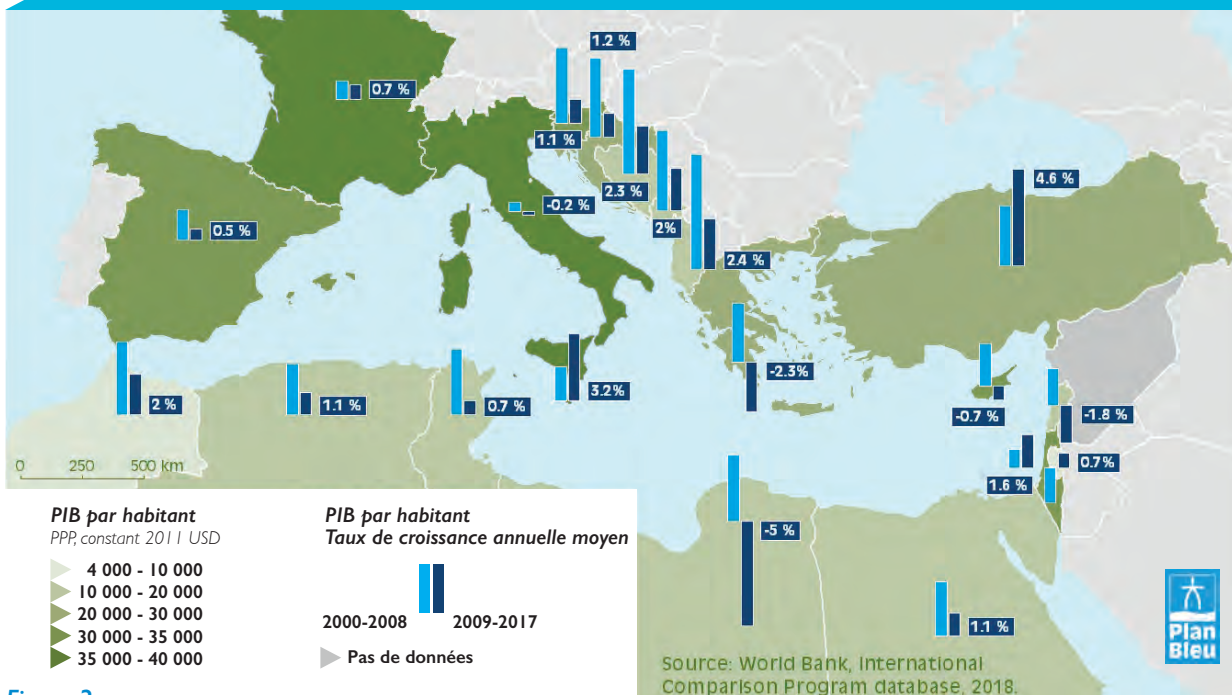 1.2 %
0.7 %
1.1 %
2.3 %
4.6 %
-0.2 %
0.5 %
2%
2.4 %
-2.3%
3.2%
2 %
1.1 %
0.7 %
-0.7 %
-1.8 %
0.7%
1.6 %
0 250 500 km
-5 %
1.1 %
PIB par habitant
PPP, constant 2011 USD
4 000 - 10 000
10 000 - 20 000
20 000 - 30 000
30 000 - 35 000
35 000 - 40 000
PIB par habitant
Taux de croissance annuelle moyen
2000-2008 2009-2017
Pas de données
Source: World Bank, International
Comparison Program database, 2018.
Plan
Bleu